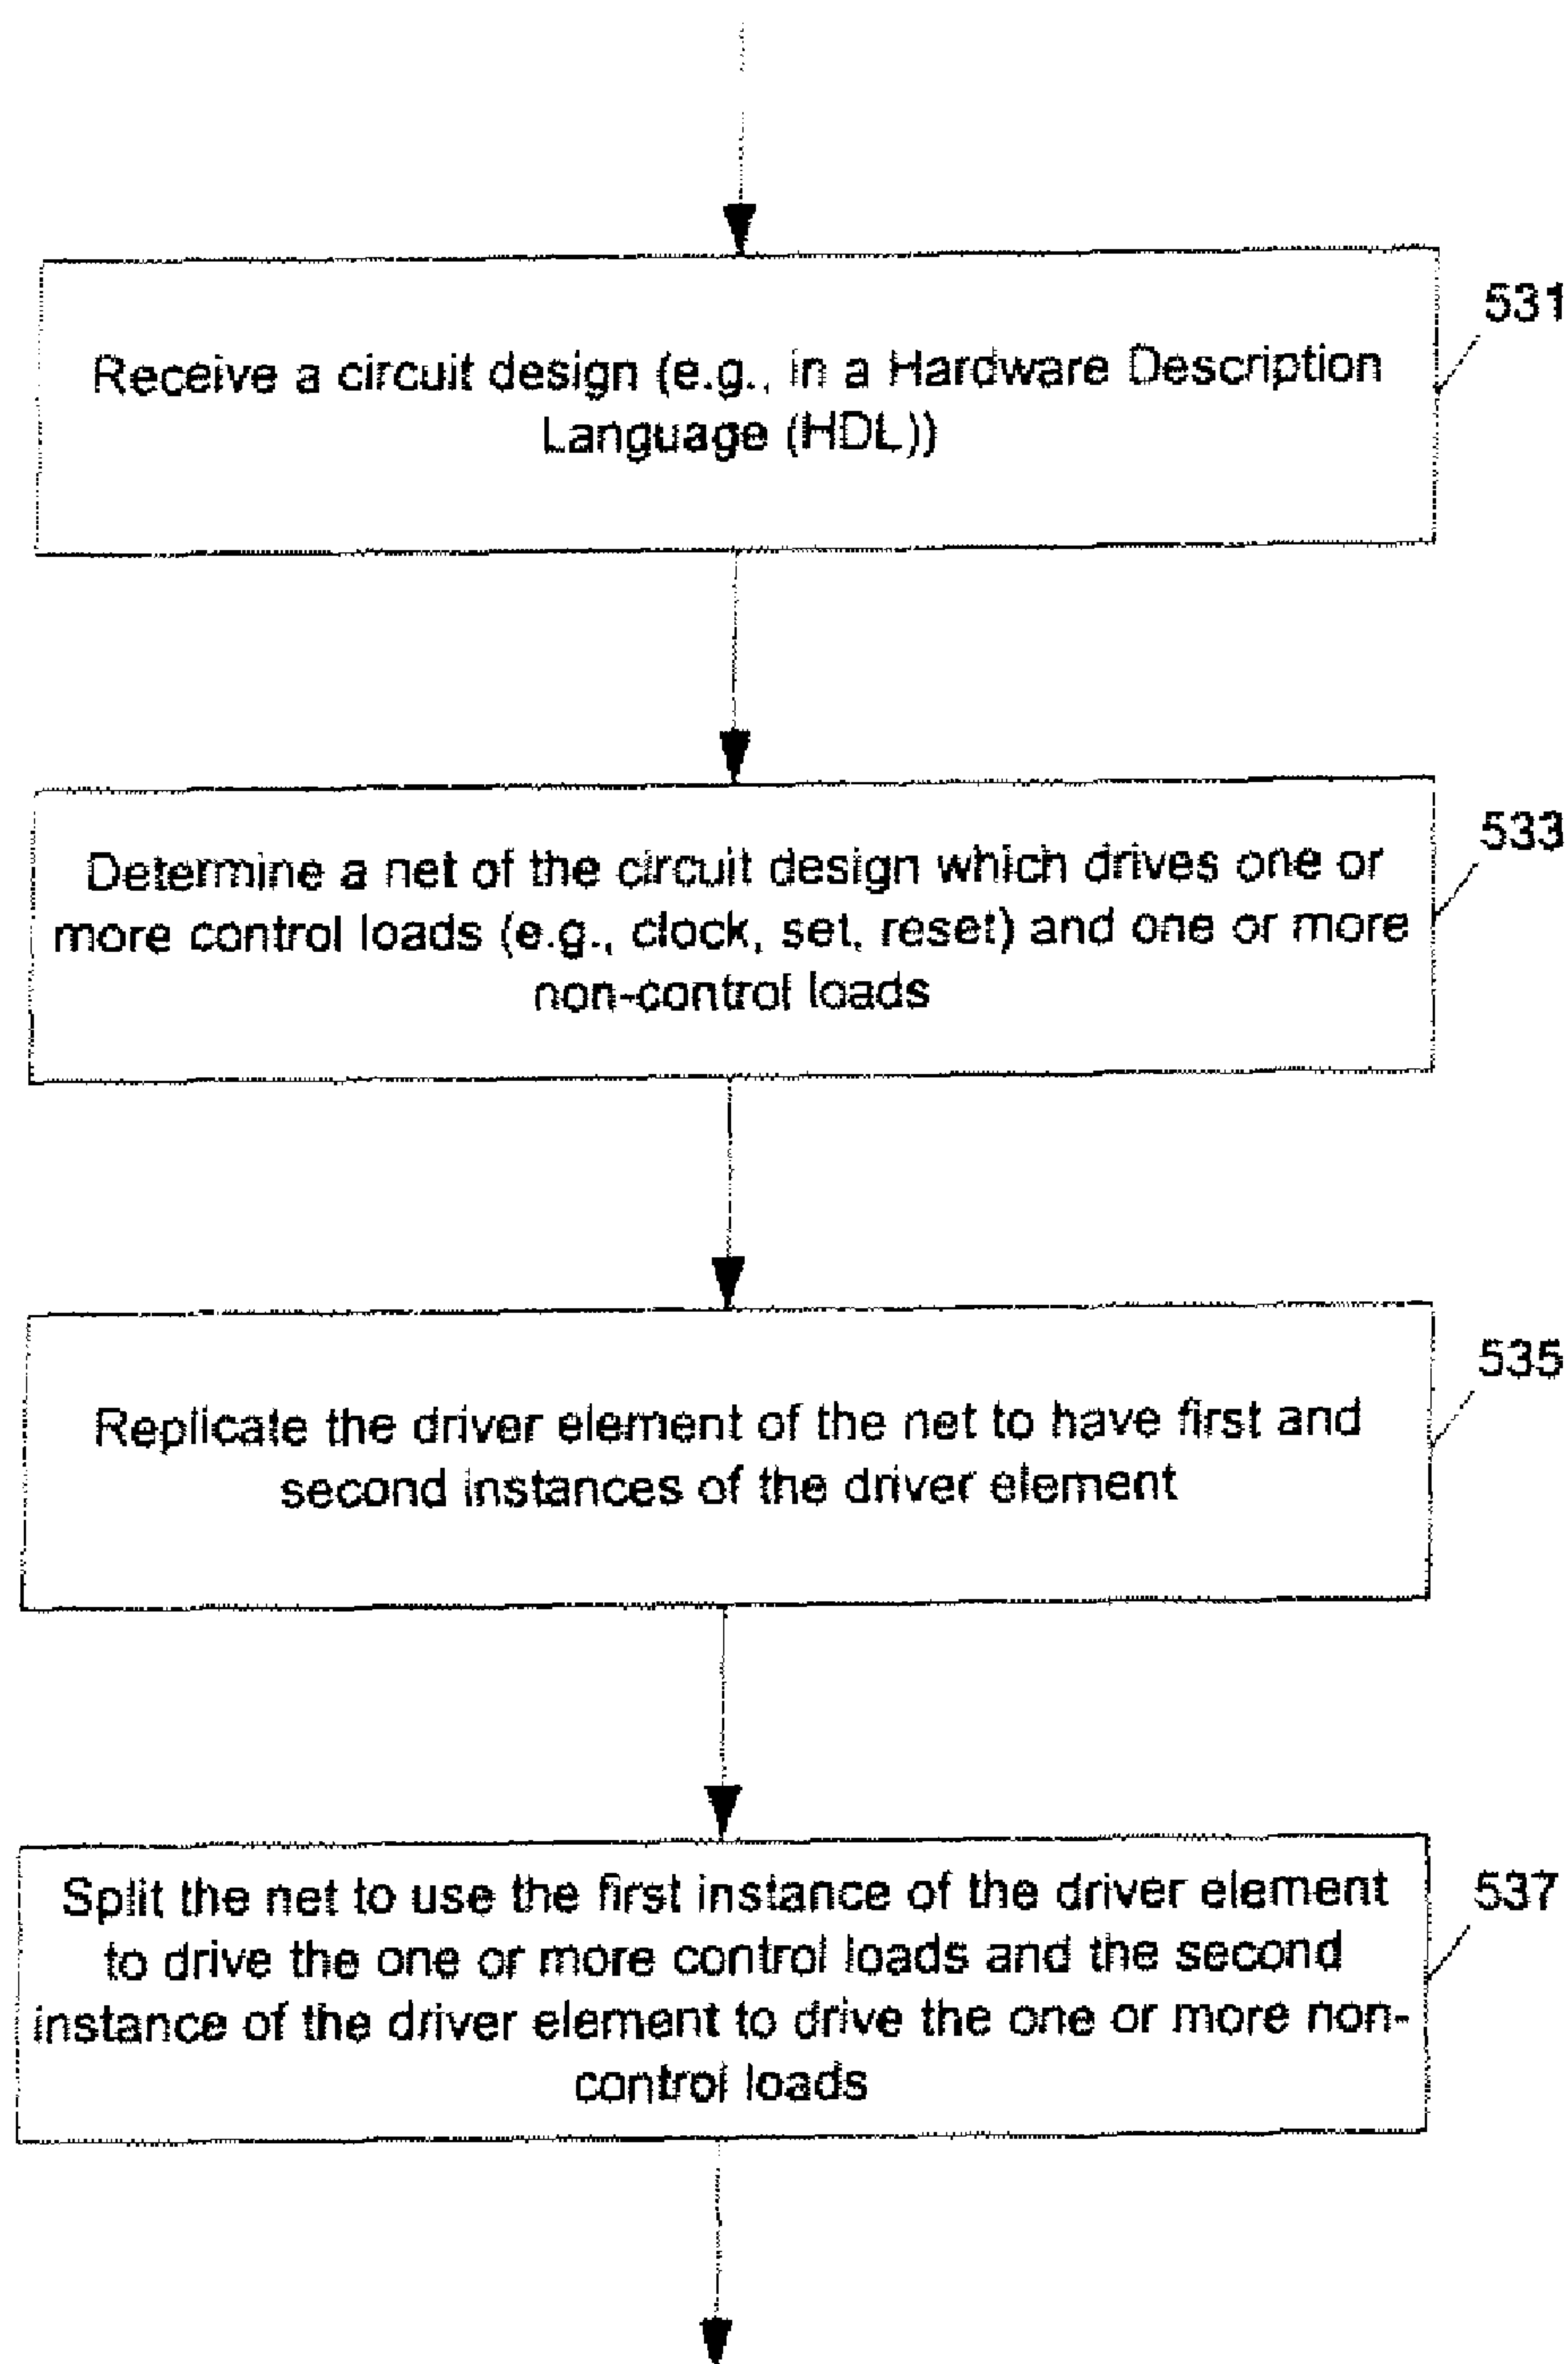 Receive a circuit design (e.g., in a Hardware Description
Language (HDL))
531
Determine a net of the circuit design which drives one or
more control loads (e.g., clock, set, reset) and one or more
non-control loads
533
Replicate the driver element of the net to have first and
second instances of the driver element
535
Split the net to use the first instance of the driver element
to drive the one or more control loads and the second
instance of the driver element to drive the one or more non-
control loads
537